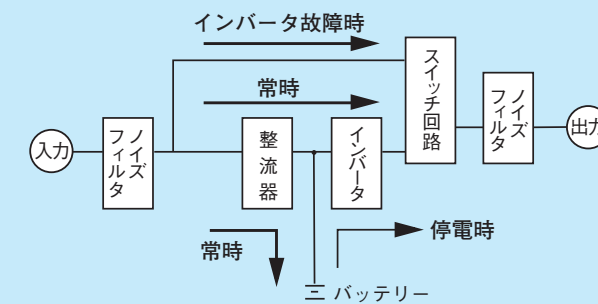 インバータ故障時
常時
入力
ノイズ
フィルタ
整流器
インバータ
スイッチ回路
ノイズ
フィルタ
出力
常時
停電時
バッテリー